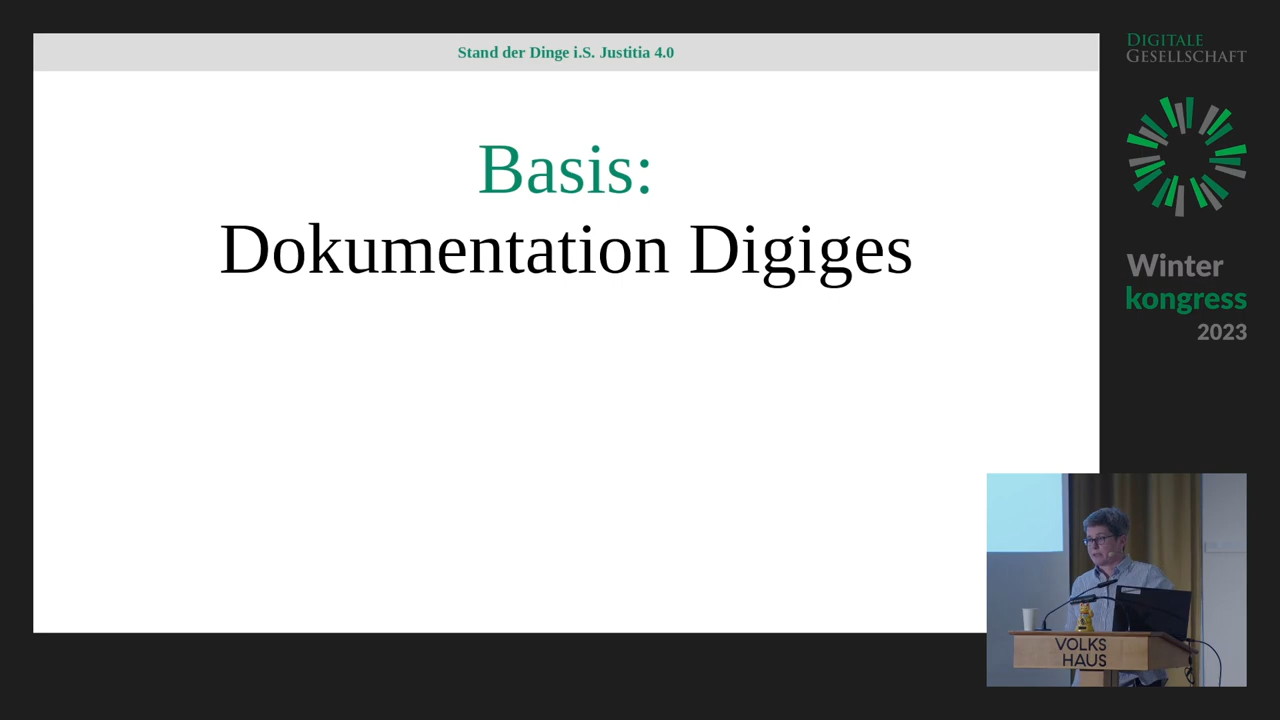 Stand der Dinge i.S. Justitia 4.0
Basis:
Dokumentation Digiges
DIGITALE
GESELLSCHAFT
Winter
kongress
2023
VOLKS
HAUS